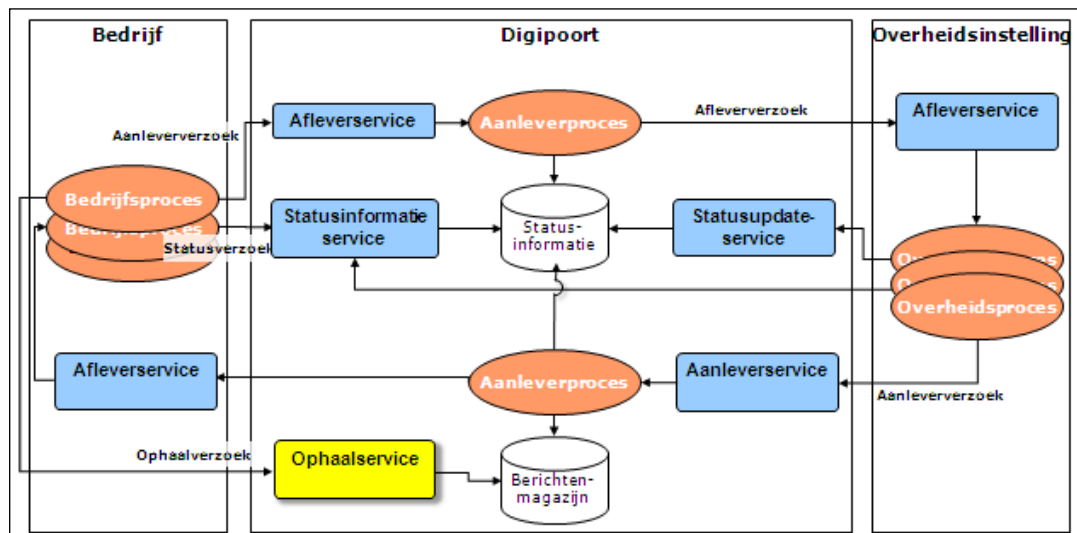 Bedrijf
Digipoort
Overheidsinstelling
Afleverservice
Aanleverproces
Afleververzoek
Afleverservice
Aanleververzoek
Bedrijfsproces
Bedrijfsproces
Statusverzoek
Statusinformatie
service
Status-
informatie
Statusupdate-
service
Overheidsproces
Afleverservice
Aanleverproces
Aanleverservice
Aanleververzoek
Ophaalverzoek
Ophaalservice
Berichten-
magazijn